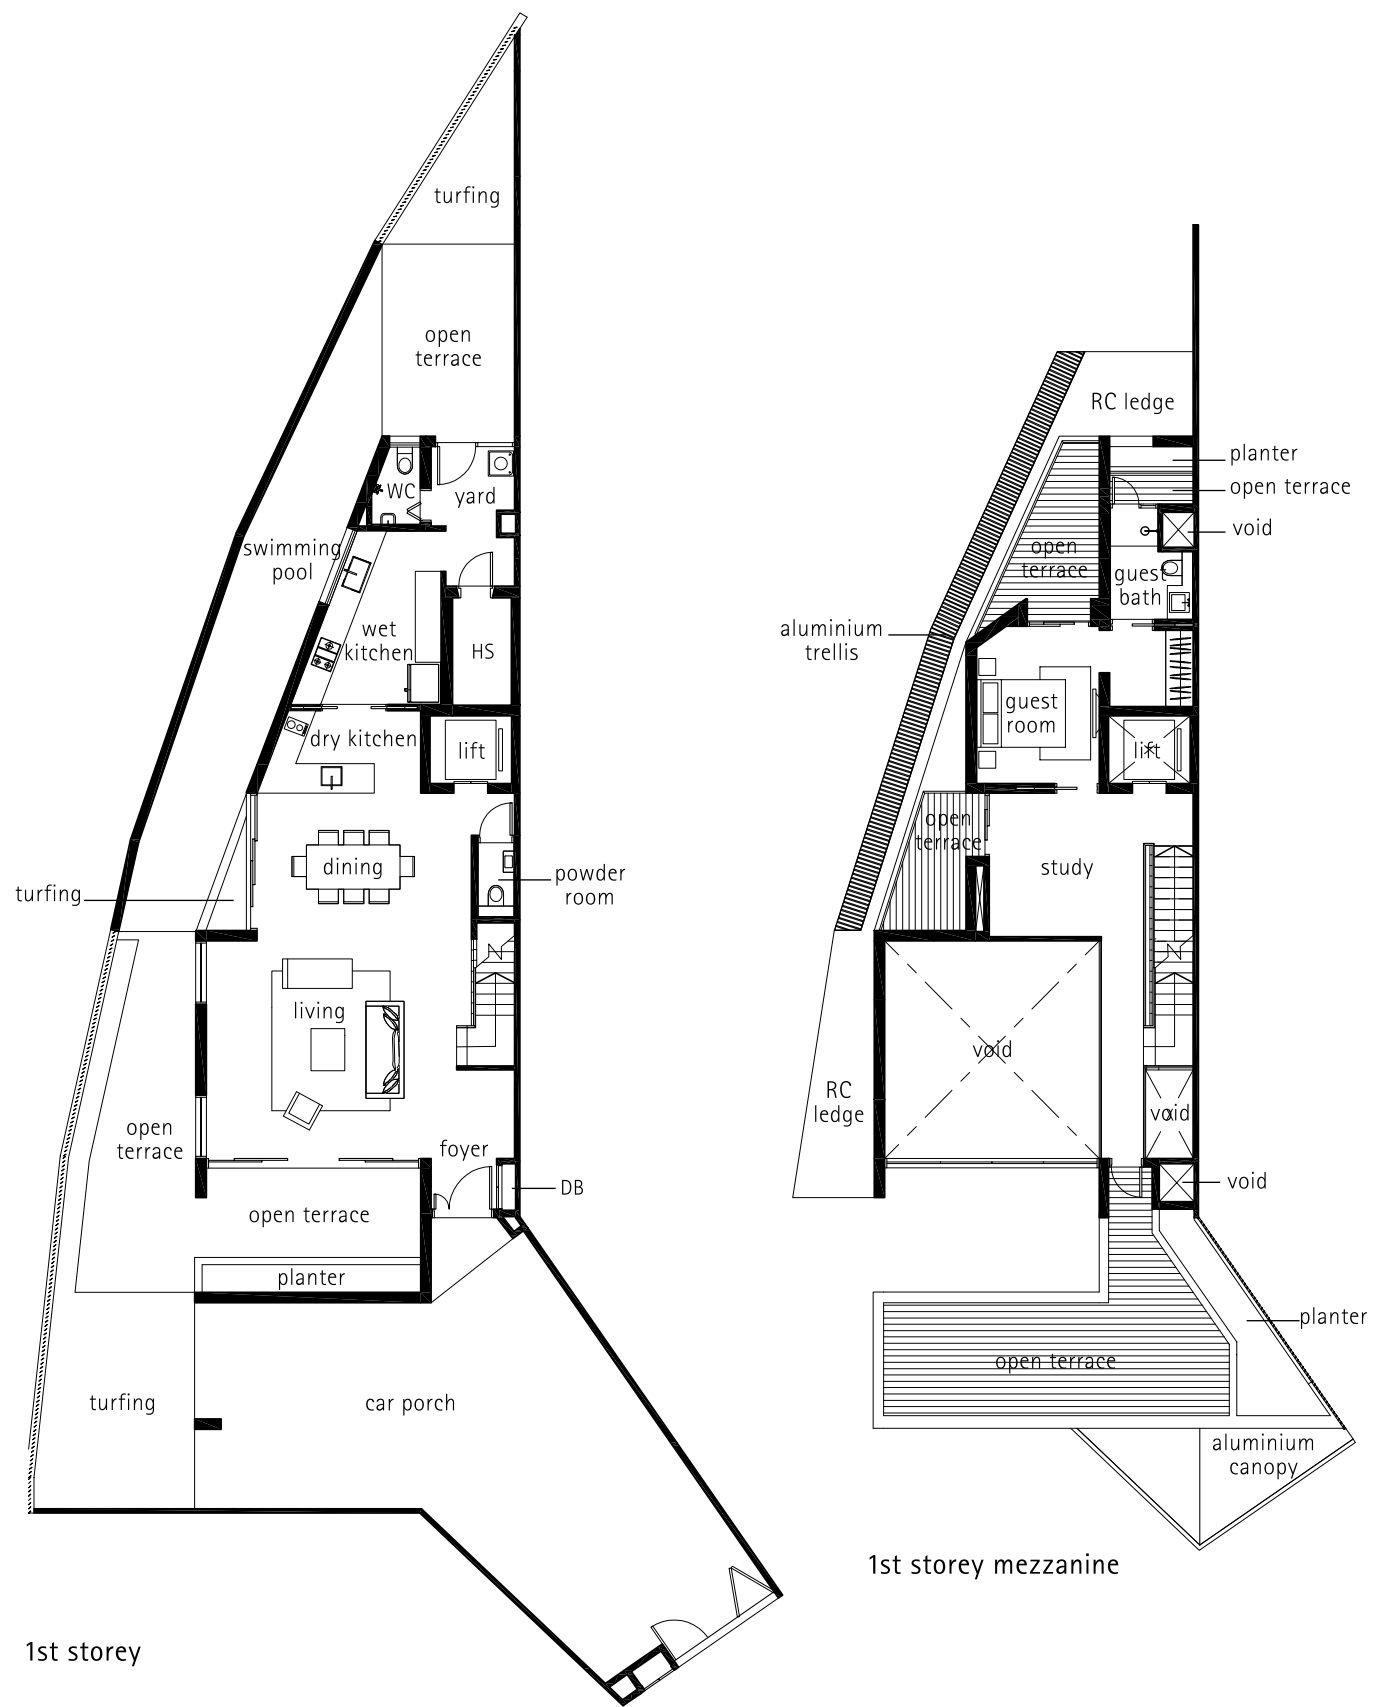 turfing
open
terrace
WC
yard
swimming
pool
wet
kitchen
HS
dry kitchen
lift
dining
powder
room
turfing
living
open
terrace
foyer
DB
open terrace
planter
turfing
car porch
1st storey
RC ledge
planter
open terrace
void
open
terrace
guest
bath
aluminium
trellis
guest
room
lift
open
terrace
study
void
RC
ledge
void
void
planter
open terrace
aluminium
canopy
1st storey mezzanine